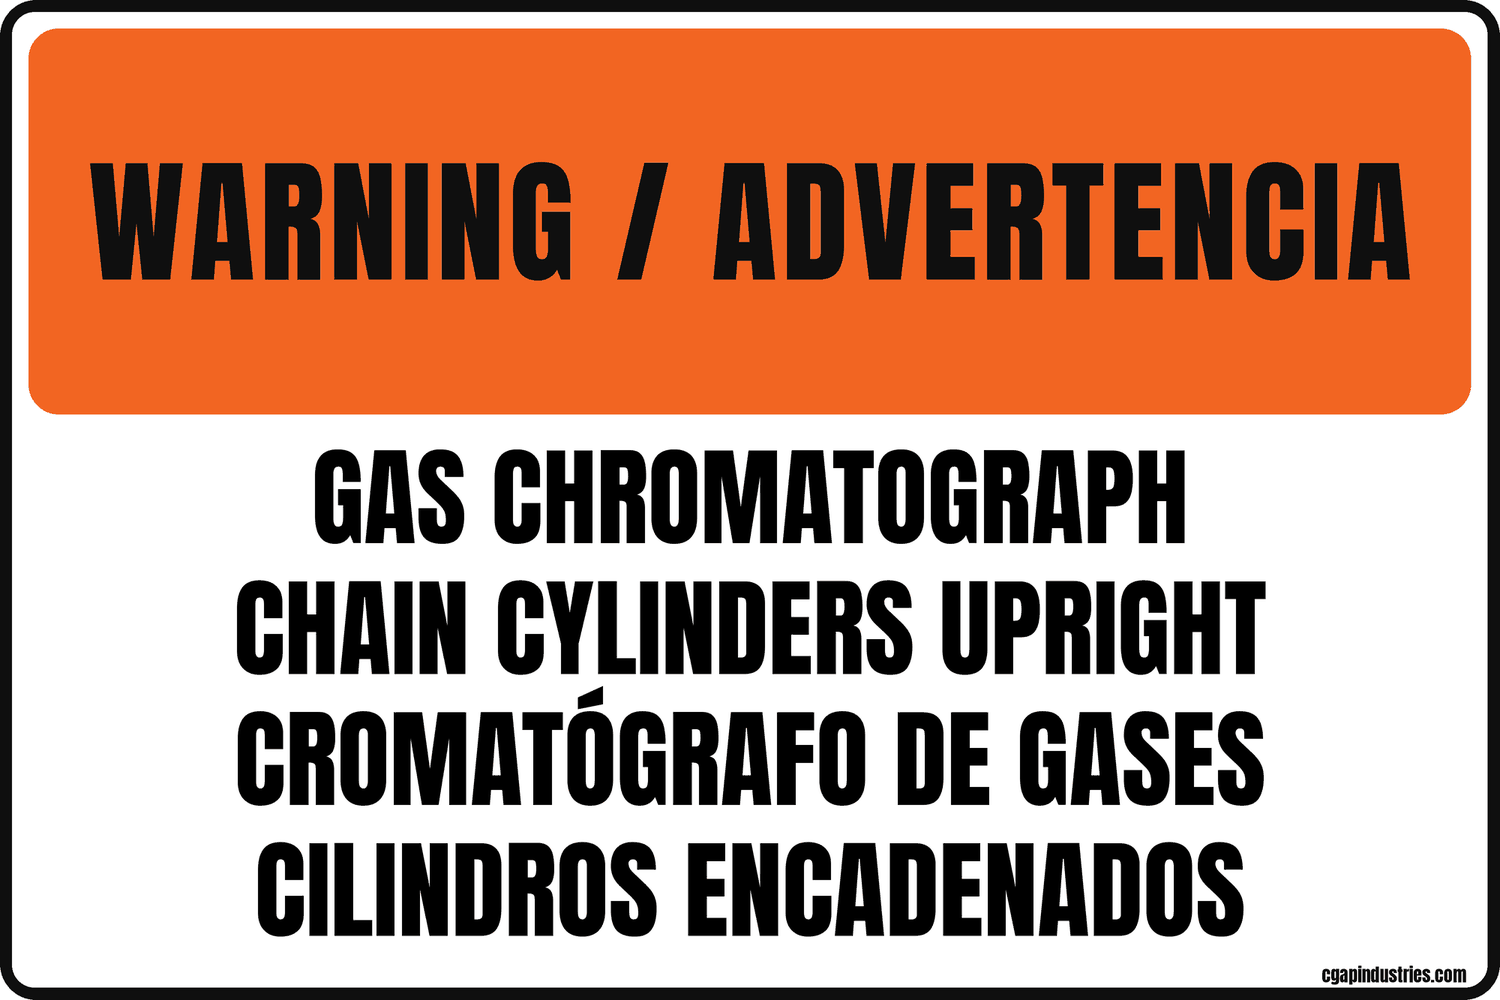 WARNING / ADVERTENCIA
GAS CHROMATOGRAPH
CHAIN CYLINDERS UPRIGHT
CROMATÓGRAFO DE GASES
CILINDROS ENCADENADOS
cgapindustries.com